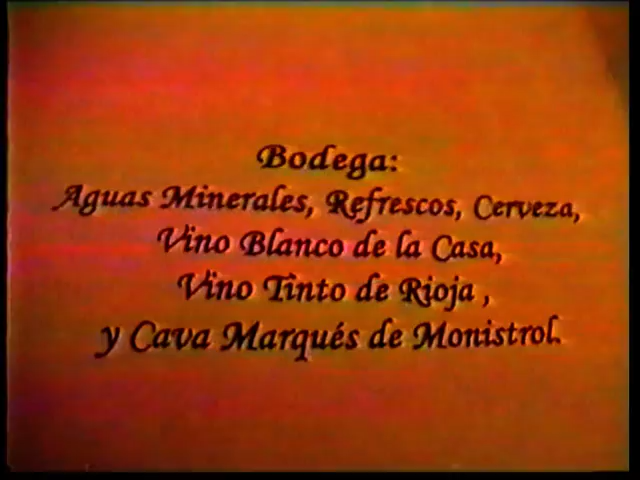 Bodega:
Aguas Minerales, Refrescos, Cerveza,
Vino Blanco de la Casa,
Vino Tinto de Rioja ,
y Cava Marqués de Monistrol.